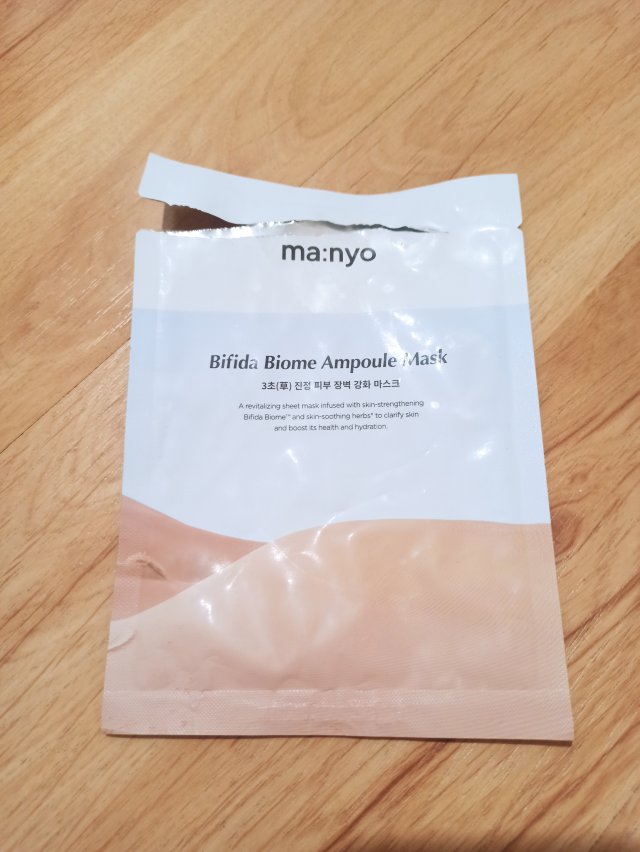 ma:nyo
Bifida Biome Ampoule Mask
3초(草) 진정 피부 장벽 강화 마스크
A revitalizing sheet mask infused with skin-strengthening
Bifida Biome™ and skin-soothing herbs* to clarify skin
and boost its health and hydration.